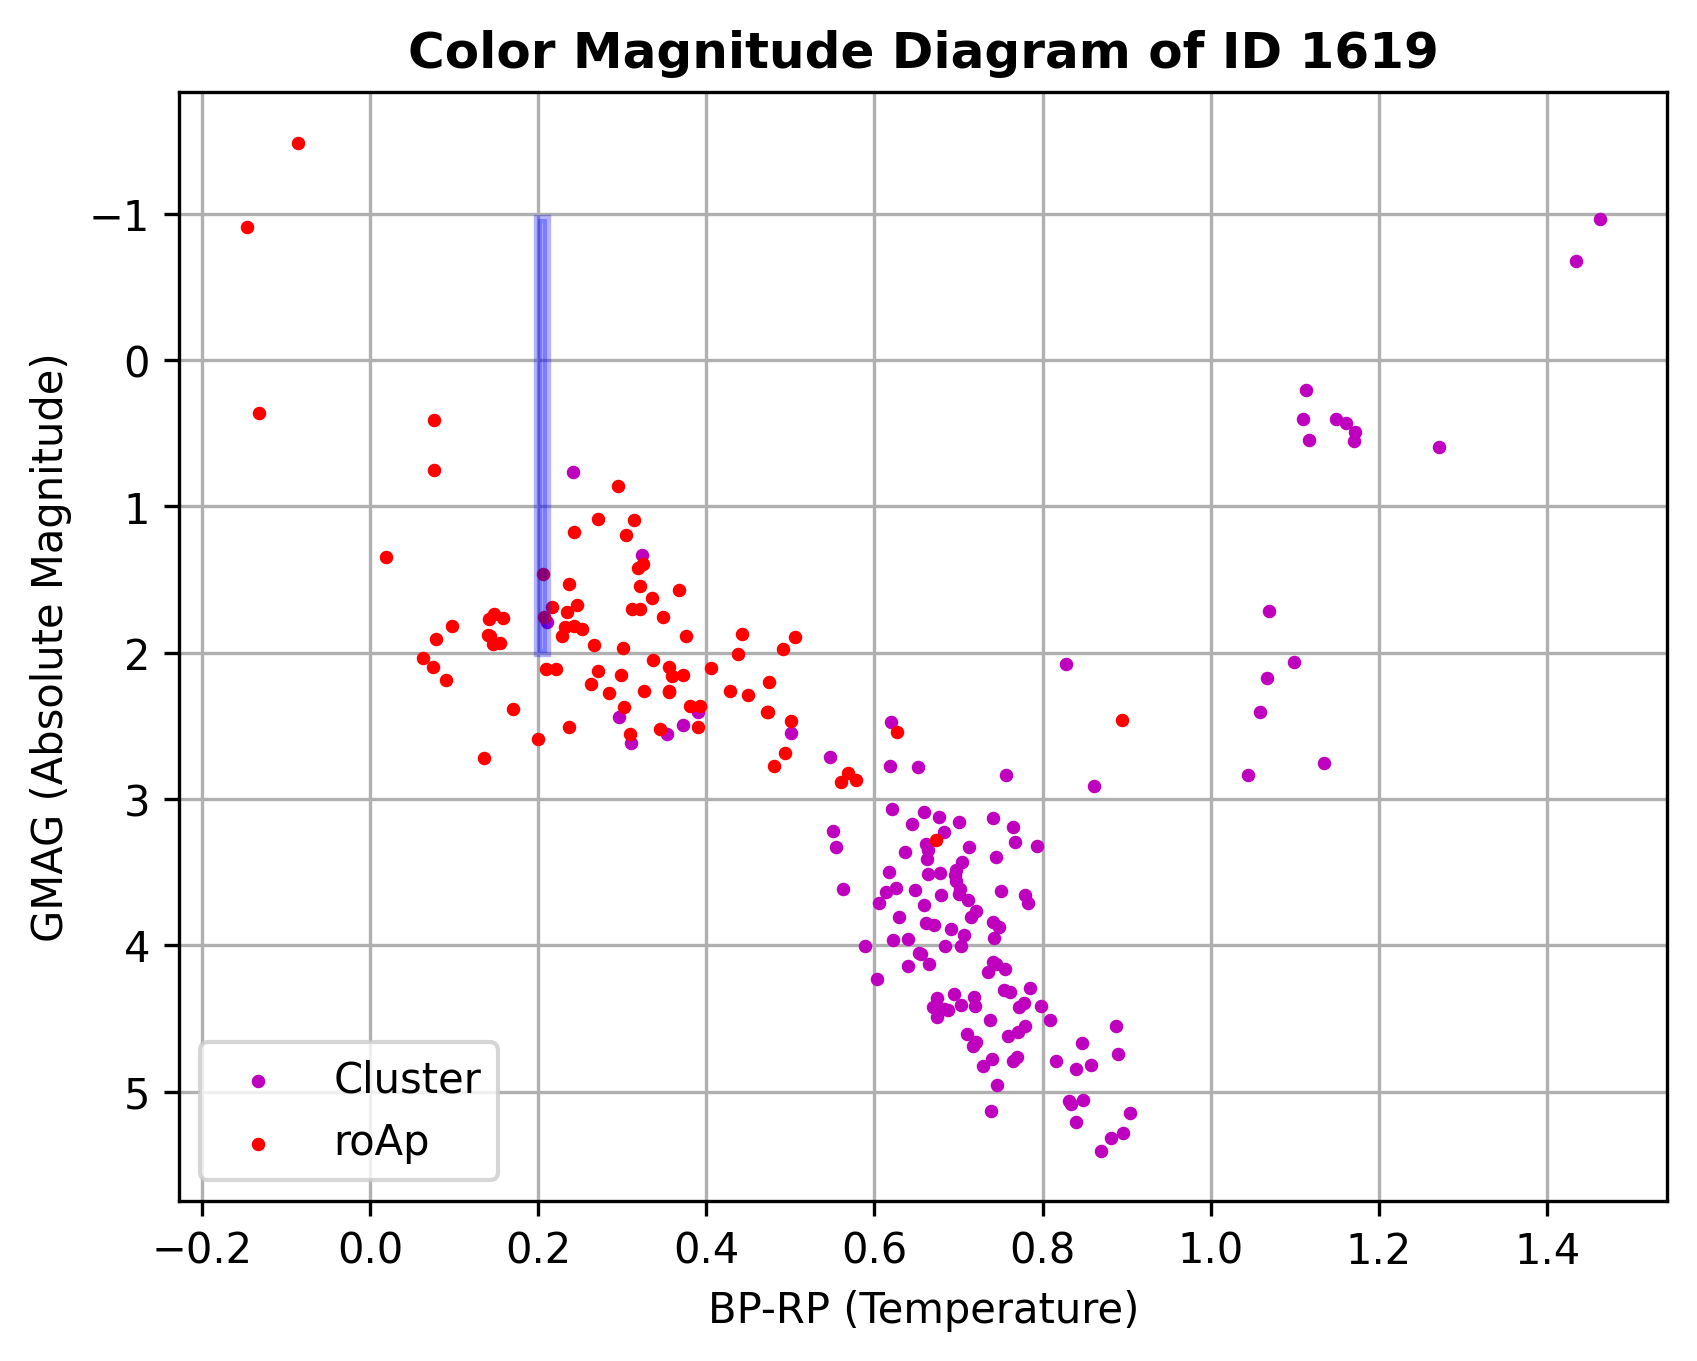 Color Magnitude Diagram of ID 1619
GMAG (Absolute Magnitude)
−1
0
1
2
3
4
5
Cluster
roAp
−0.2 0.0 0.2 0.4 0.6 0.8 1.0 1.2 1.4
BP-RP (Temperature)